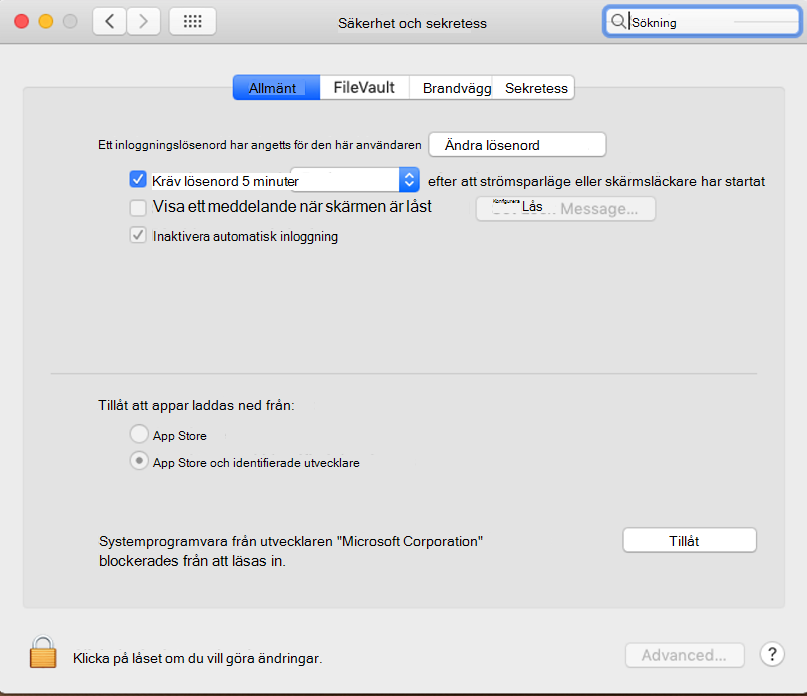 Säkerhet och sekretess
Sökning
Allmänt FileVault Brandvägg Sekretess
Ett inloggningslösenord har angetts för den här användaren Ändra lösenord
Kräv lösenord 5 minuter efter att strömsparläge eller skärmsläckare har startat
Visa ett meddelande när skärmen är låst Konfigurera Lås Message...
Inaktivera automatisk inloggning
Tillåt att appar laddas ned från:
App Store
App Store och identifierade utvecklare
Systemprogramvara från utvecklaren "Microsoft Corporation" Tillåt
blockerades från att läsas in.
Klicka på låset om du vill göra ändringar. Advanced... ?